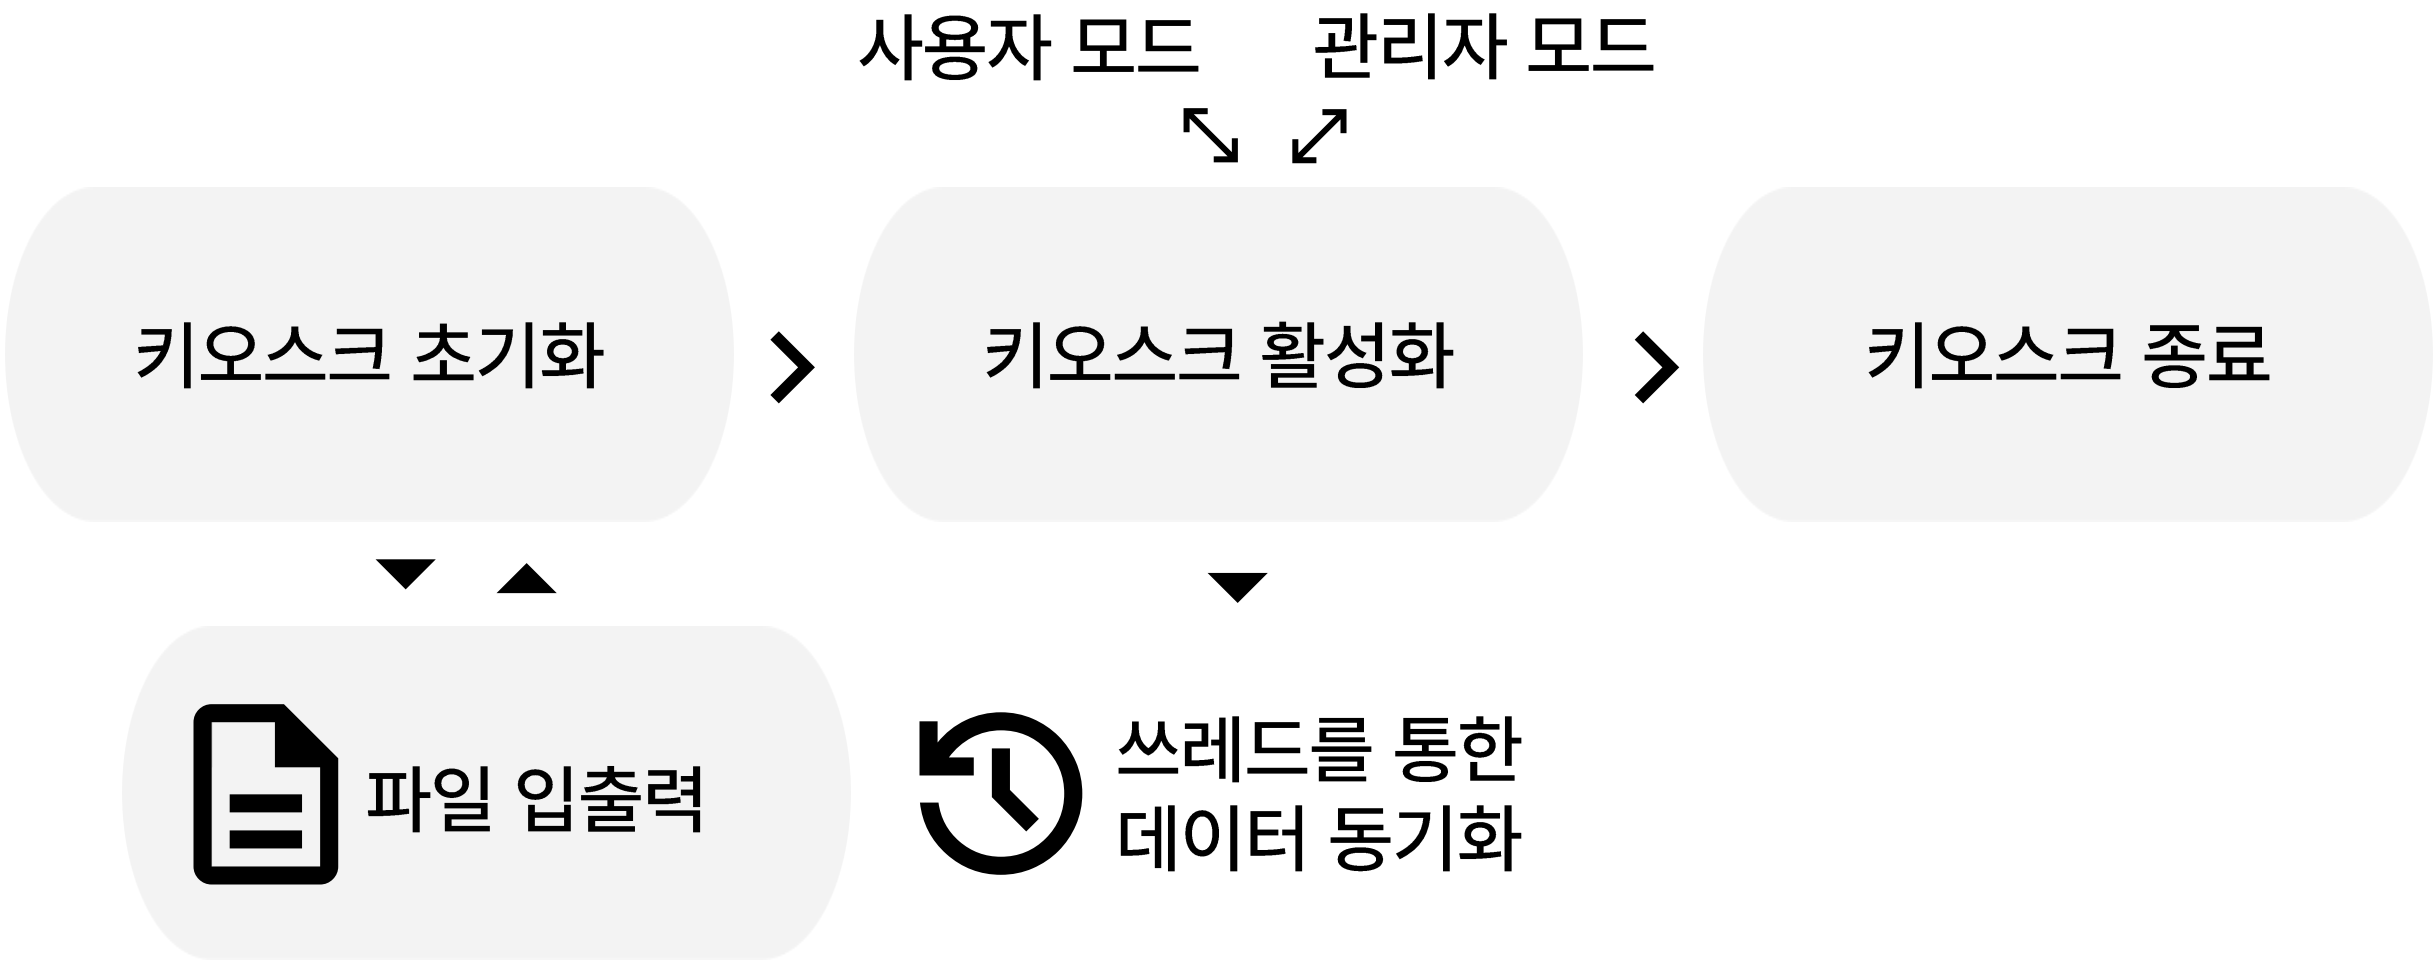 사용자 모드
관리자 모드
키오스크 초기화
키오스크 활성화
키오스크 종료
파일 입출력
쓰레드를 통한
데이터 동기화